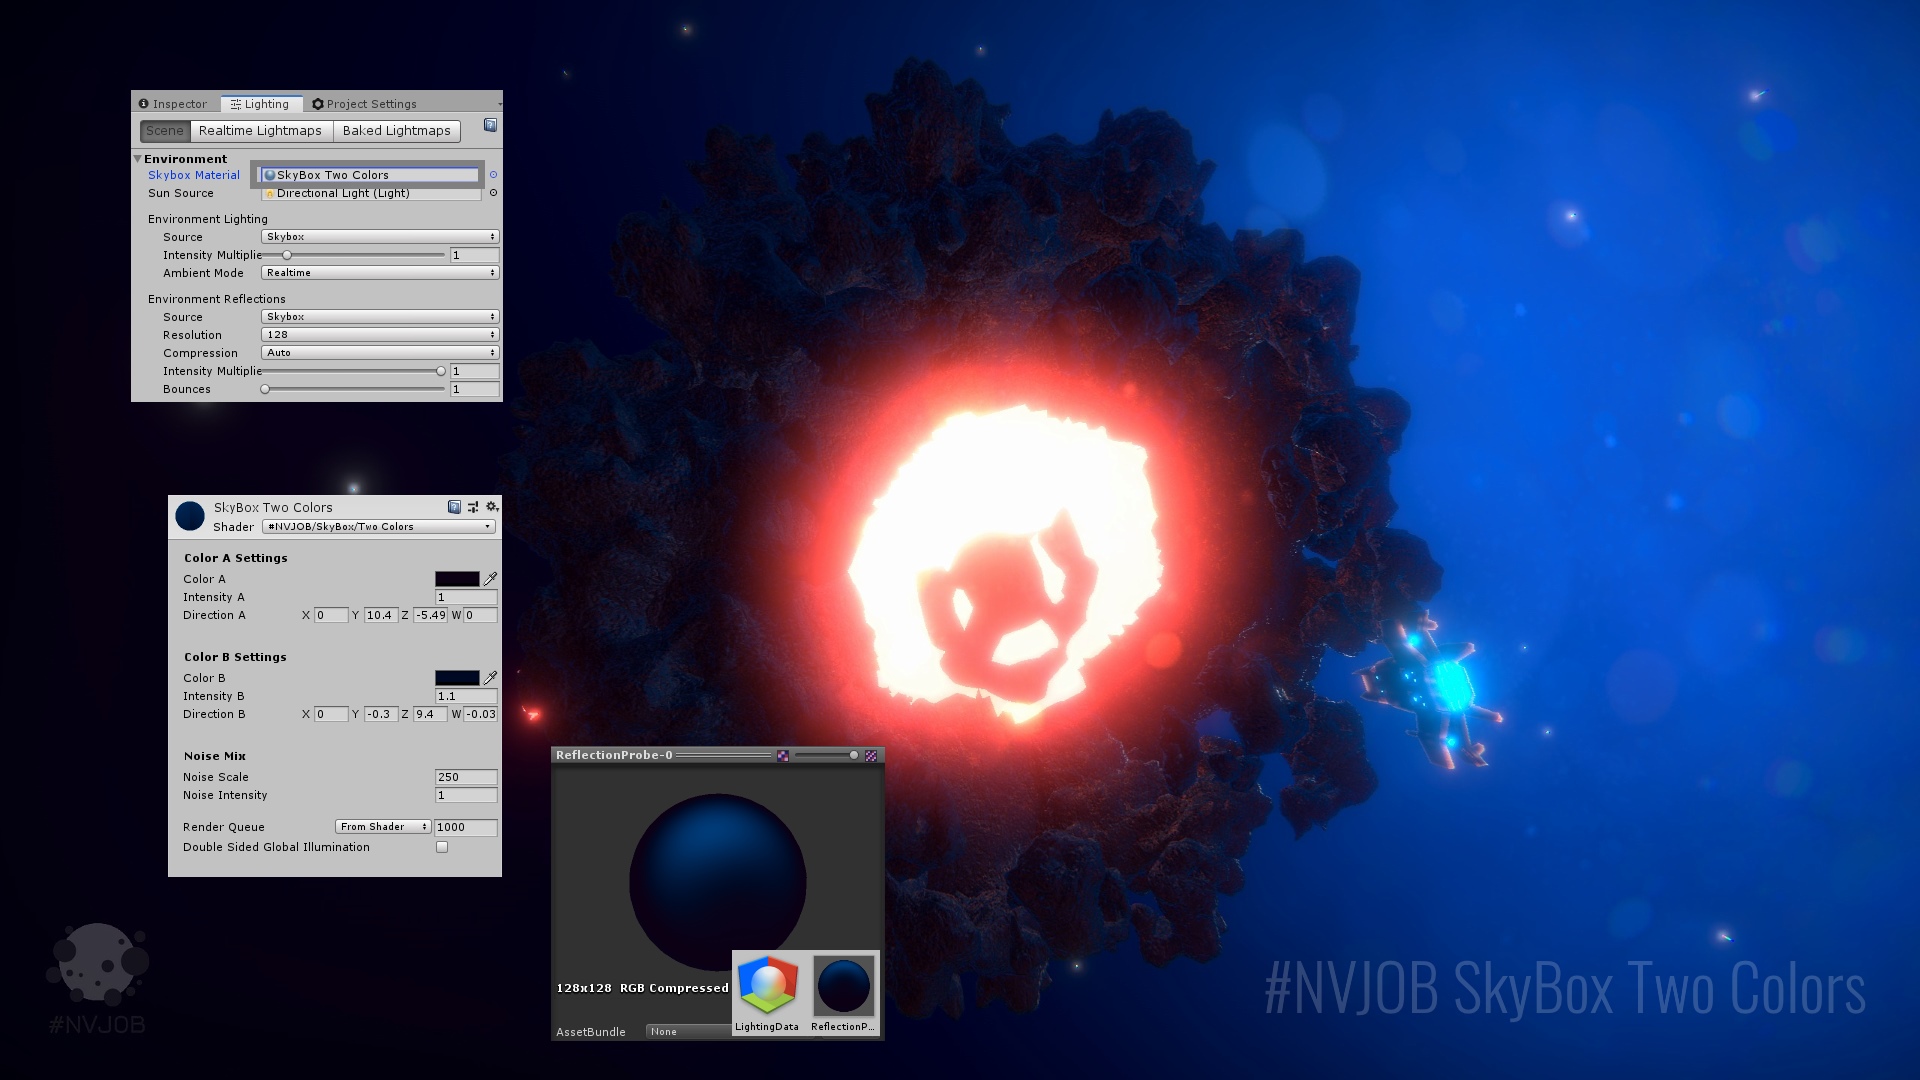 Inspector Lighting Project Settings
Scene Realtime Lightmaps Baked Lightmaps
Environment
Skybox Material SkyBox Two Colors
Sun Source Directional Light (Light)
Environment Lighting
Source Skybox
Intensity Multiplie 1
Ambient Mode Realtime
Environment Reflections
Source Skybox
Resolution 128
Compression Auto
Intensity Multiplie 1
Bounces 1
SkyBox Two Colors
Shader #NVJOB/SkyBox/Two Colors
Color A Settings
Color A
Intensity A 1
Direction A X 0 Y 10.4 Z -5.49 W 0
Color B Settings
Color B
Intensity B 1.1
Direction B X 0 Y -0.3 Z 9.4 W -0.03
Noise Mix
Noise Scale 250
Noise Intensity 1
Render Queue From Shader 1000
Double Sided Global Illumination
ReflectionProbe-0
128x128 RGB Compressed
AssetBundle None
LightingData ReflectionP...
#NVJOB
#NVJOB SkyBox Two Colors